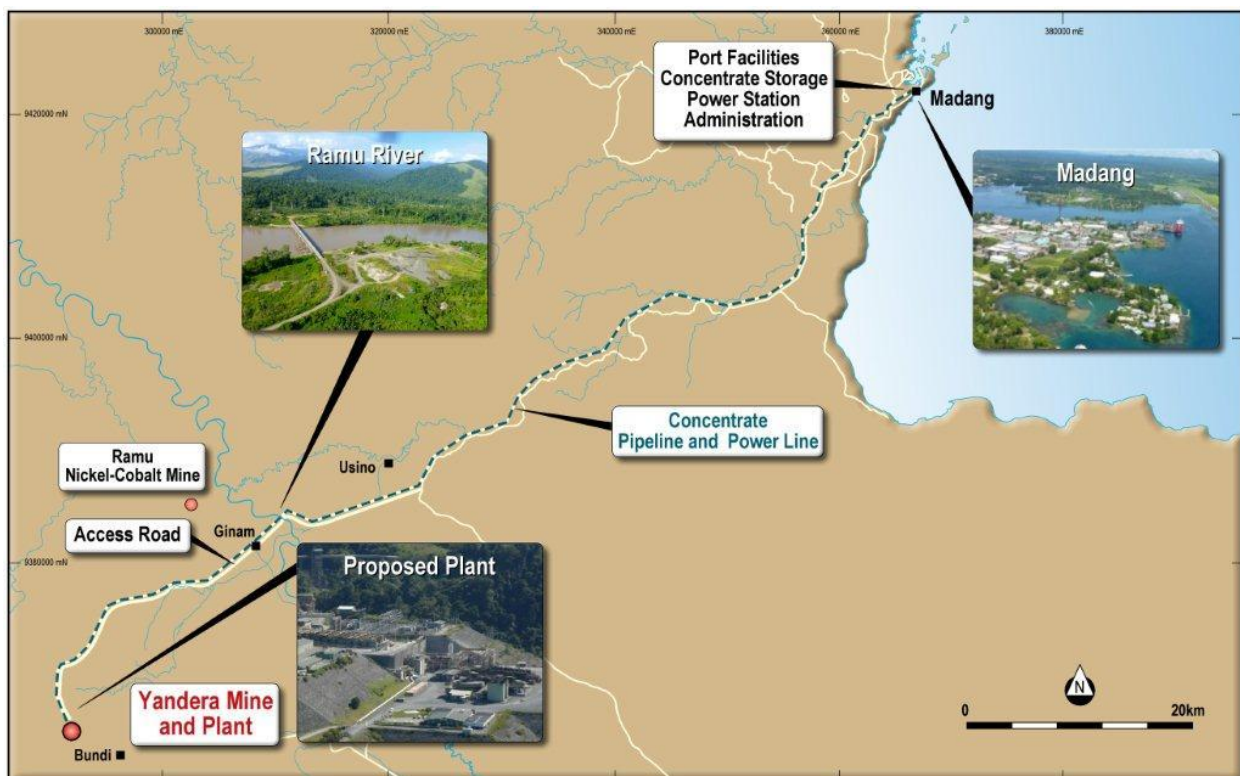 300000 mE
320000 mE
340000 mE
360000 mE
380000 mE
Port Facilities
Concentrate Storage
Power Station
Administration
Madang
9420000 mN
Ramu River
Madang
9400000 mN
Concentrate
Pipeline and Power Line
Ramu
Nickel-Cobalt Mine
Usino
Access Road
Ginam
9380000 mN
Proposed Plant
Yandera Mine
and Plant
Bundi
N
0
20km